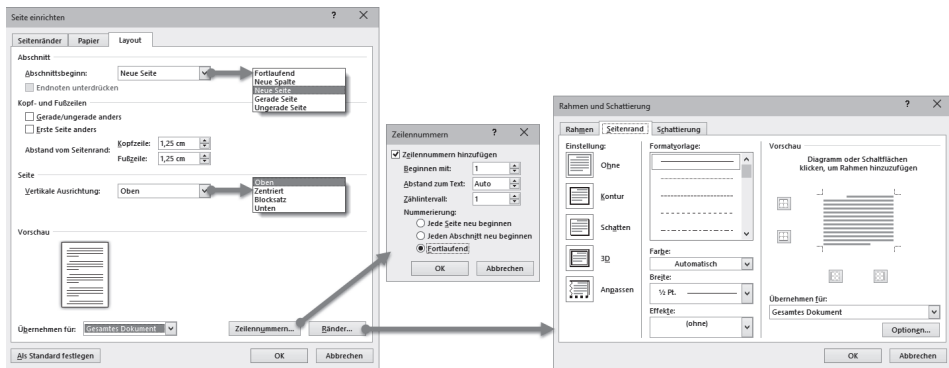 Seite einrichten ? ×
Seitenränder Papier Layout
Abschnitt
Abschnittsbeginn: Neue Seite
Endnoten unterdrücken
Fortlaufend
Neue Spalte
Neue Seite
Gerade Seite
Ungerade Seite
Kopf- und Fußzeilen
Gerade/ungerade anders
Erste Seite anders
Abstand vom Seitenrand: Kopfzeile: 1,25 cm
Fußzeile: 1,25 cm
Seite
Vertikale Ausrichtung: Oben
Oben
Zentriert
Blocksatz
Unten
Vorschau
Übernehmen für: Gesamtes Dokument Zeilennummern... Ränder...
Als Standard festlegen OK Abbrechen
Zeilennummern ? ×
Zeilennummern hinzufügen
Beginnen mit: 1
Abstand zum Text: Auto
Zählintervall: 1
Nummerierung:
Jede Seite neu beginnen
Jeden Abschnitt neu beginnen
Fortlaufend
OK Abbrechen
Rahmen und Schattierung ? ×
Rahmen Seitenrand Schattierung
Einstellung:
Ohne
Kontur
Schatten
3D
Anpassen
Formatvorlage:
Farbe:
Automatisch
Breite:
½ Pt.
Effekte:
(ohne)
Vorschau
Diagramm oder Schaltflächen
klicken, um Rahmen hinzuzufügen
Übernehmen für:
Gesamtes Dokument
Optionen...
OK Abbrechen